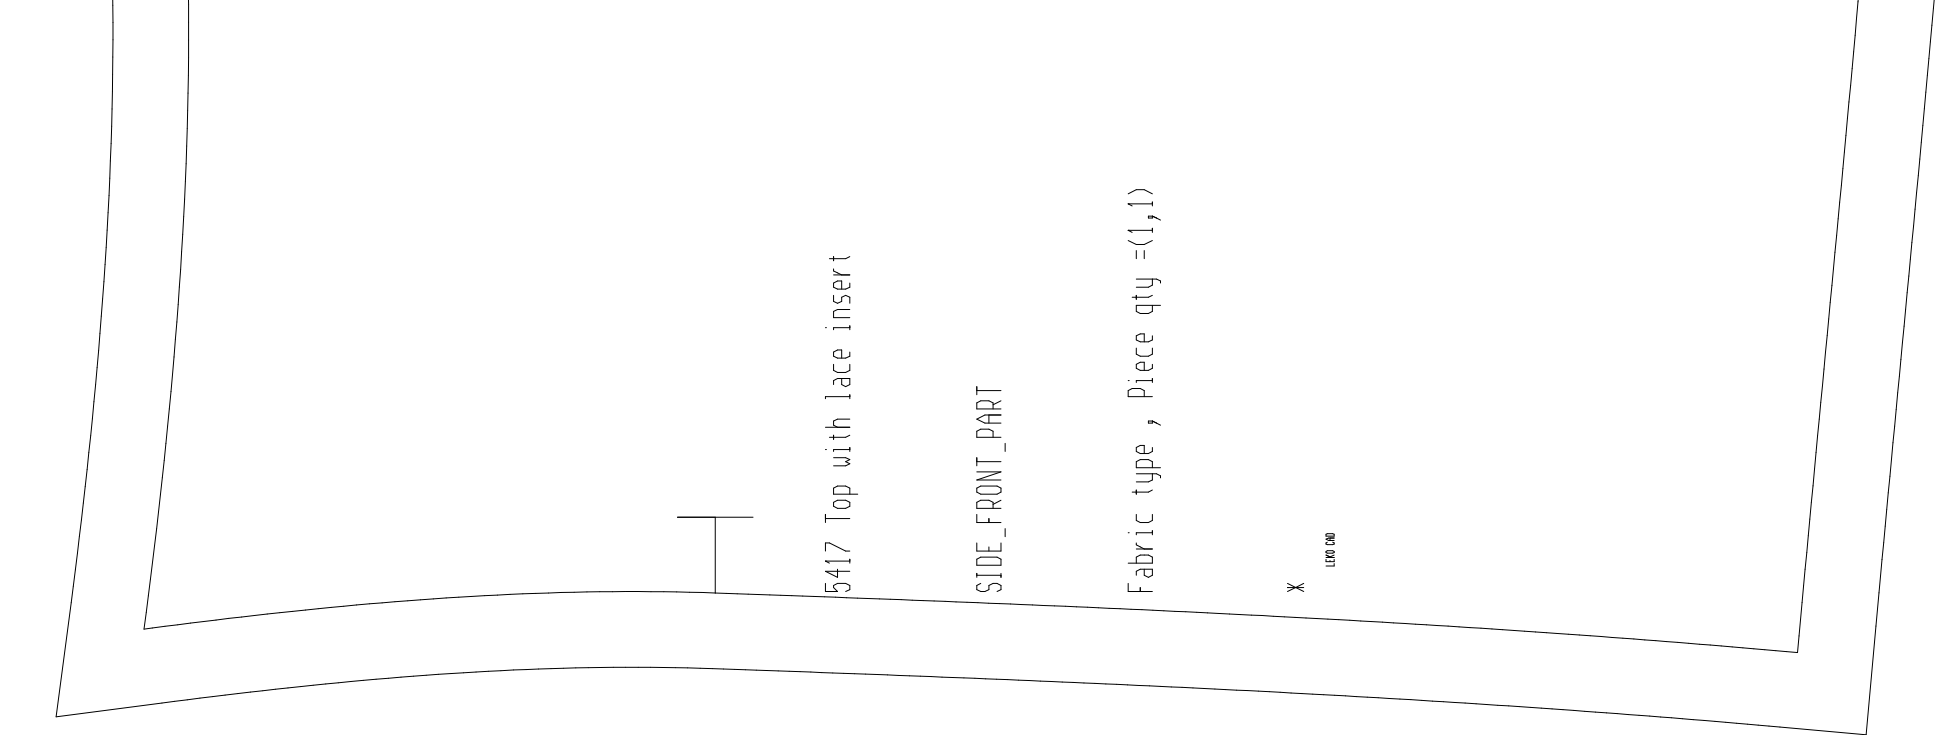 5417 Top with lace insert
SIDE_FRONT_PART
Fabric type , Piece qty =(1,1)
*
LEKO CAD